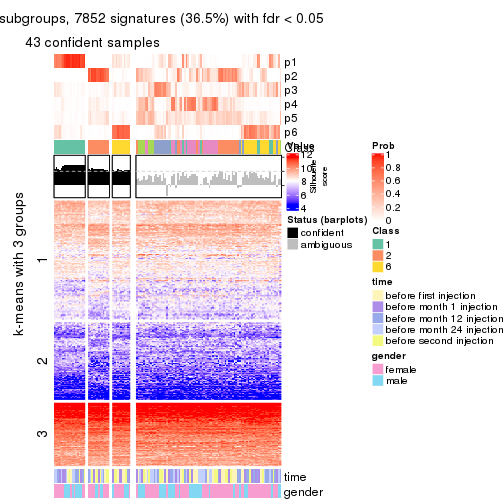 subgroups, 7852 signatures (36.5%) with fdr < 0.05
43 confident samples
p1
p2
p3
p4
p5
p6
Class
k-means with 3 groups
1
2
3
time
gender
Value
12
10
8
6
4
Silhouette
score
Status (barplots)
confident
ambiguous
Prob
1
0.8
0.6
0.4
0.2
0
Class
1
2
6
time
before first injection
before month 1 injection
before month 12 injection
before month 24 injection
before second injection
gender
female
male